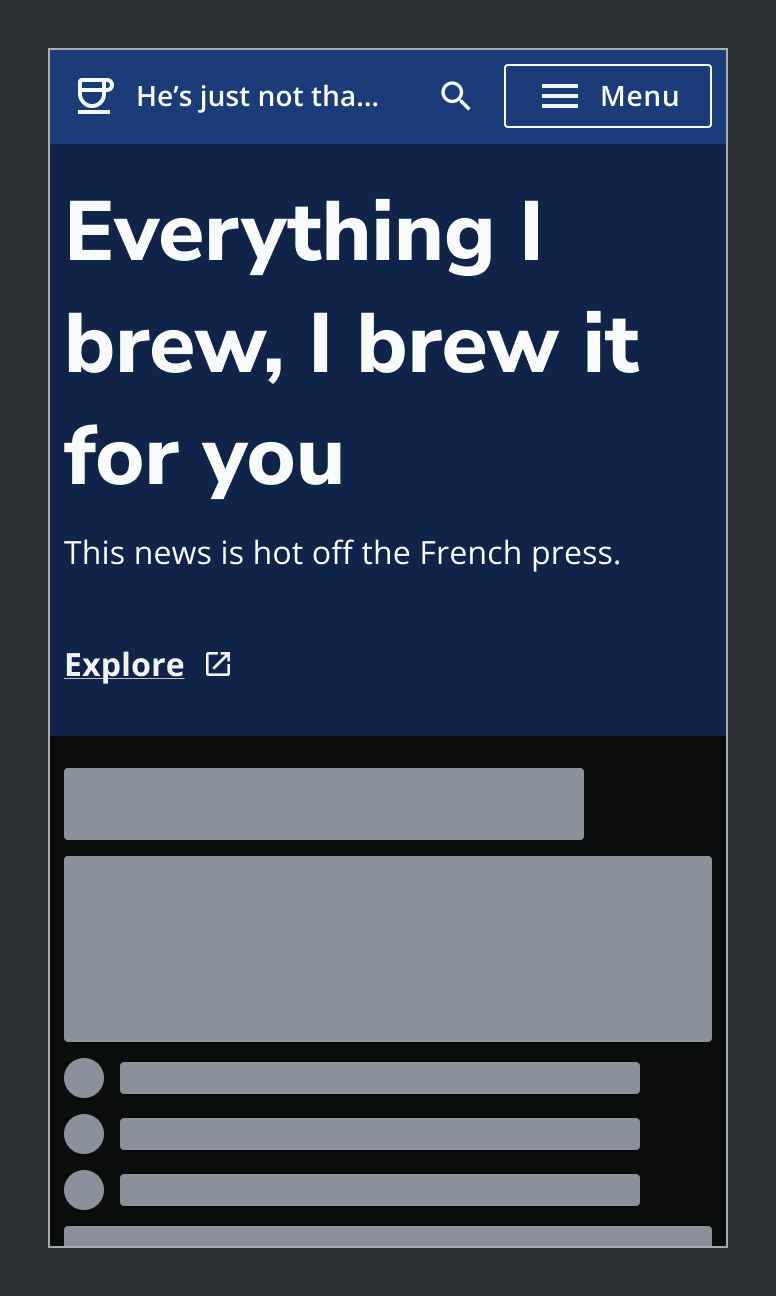 He’s just not tha...
Menu
Everything I
brew, I brew it
for you
This news is hot off the French press.
Explore